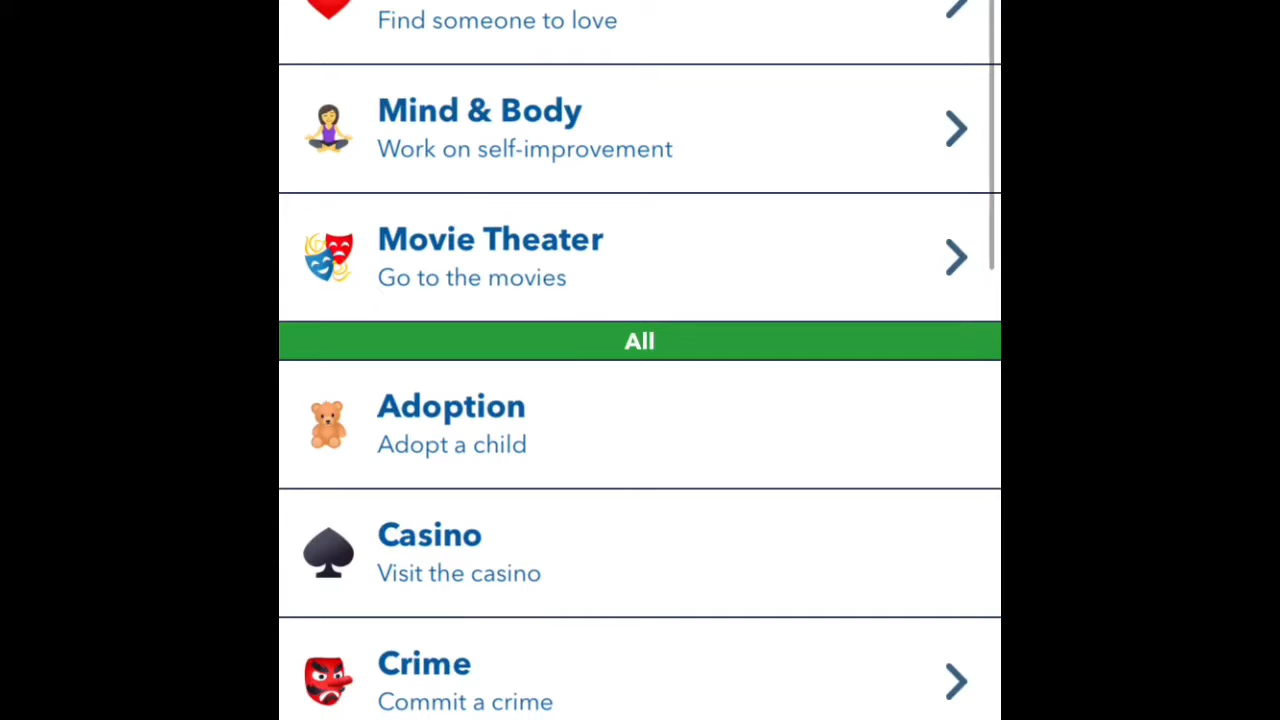 Find someone to love
Mind & Body
Work on self-improvement
Movie Theater
Go to the movies
All
Adoption
Adopt a child
Casino
Visit the casino
Crime
Commit a crime